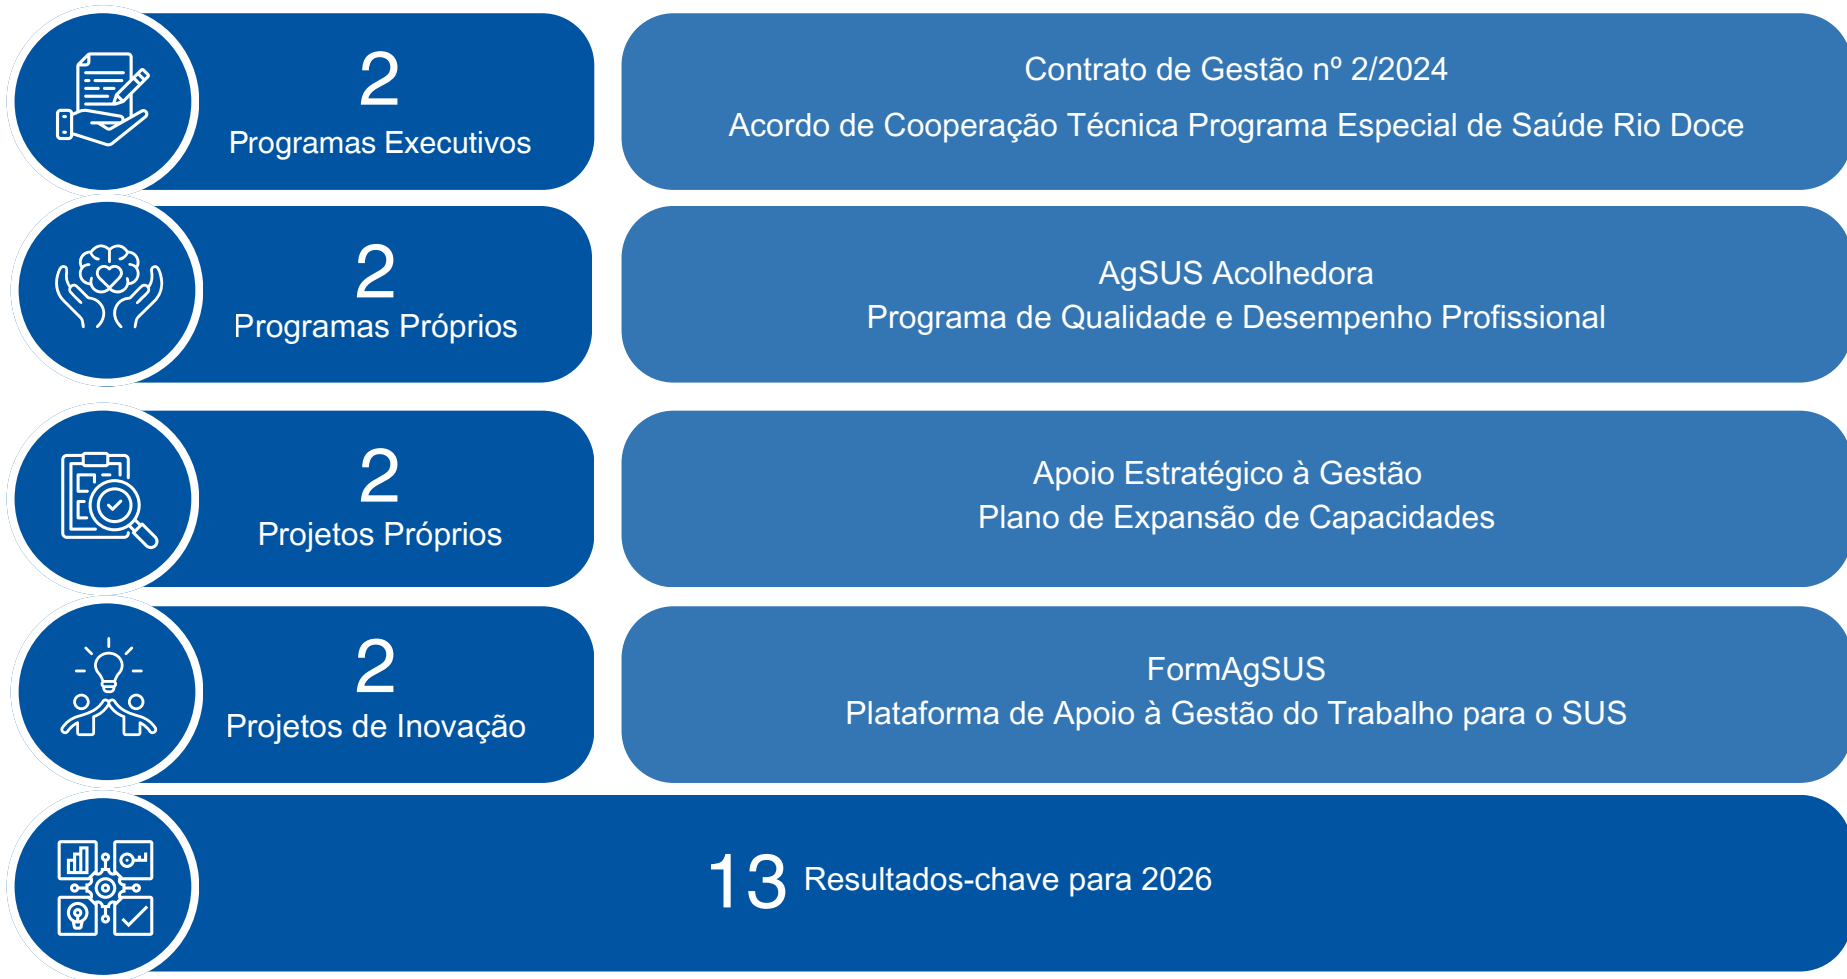 2
Programas Executivos
Contrato de Gestão nº 2/2024
Acordo de Cooperação Técnica Programa Especial de Saúde Rio Doce
2
Programas Próprios
AgSUS Acolhedora
Programa de Qualidade e Desempenho Profissional
2
Projetos Próprios
Apoio Estratégico à Gestão
Plano de Expansão de Capacidades
2
Projetos de Inovação
FormAgSUS
Plataforma de Apoio à Gestão do Trabalho para o SUS
13 Resultados-chave para 2026